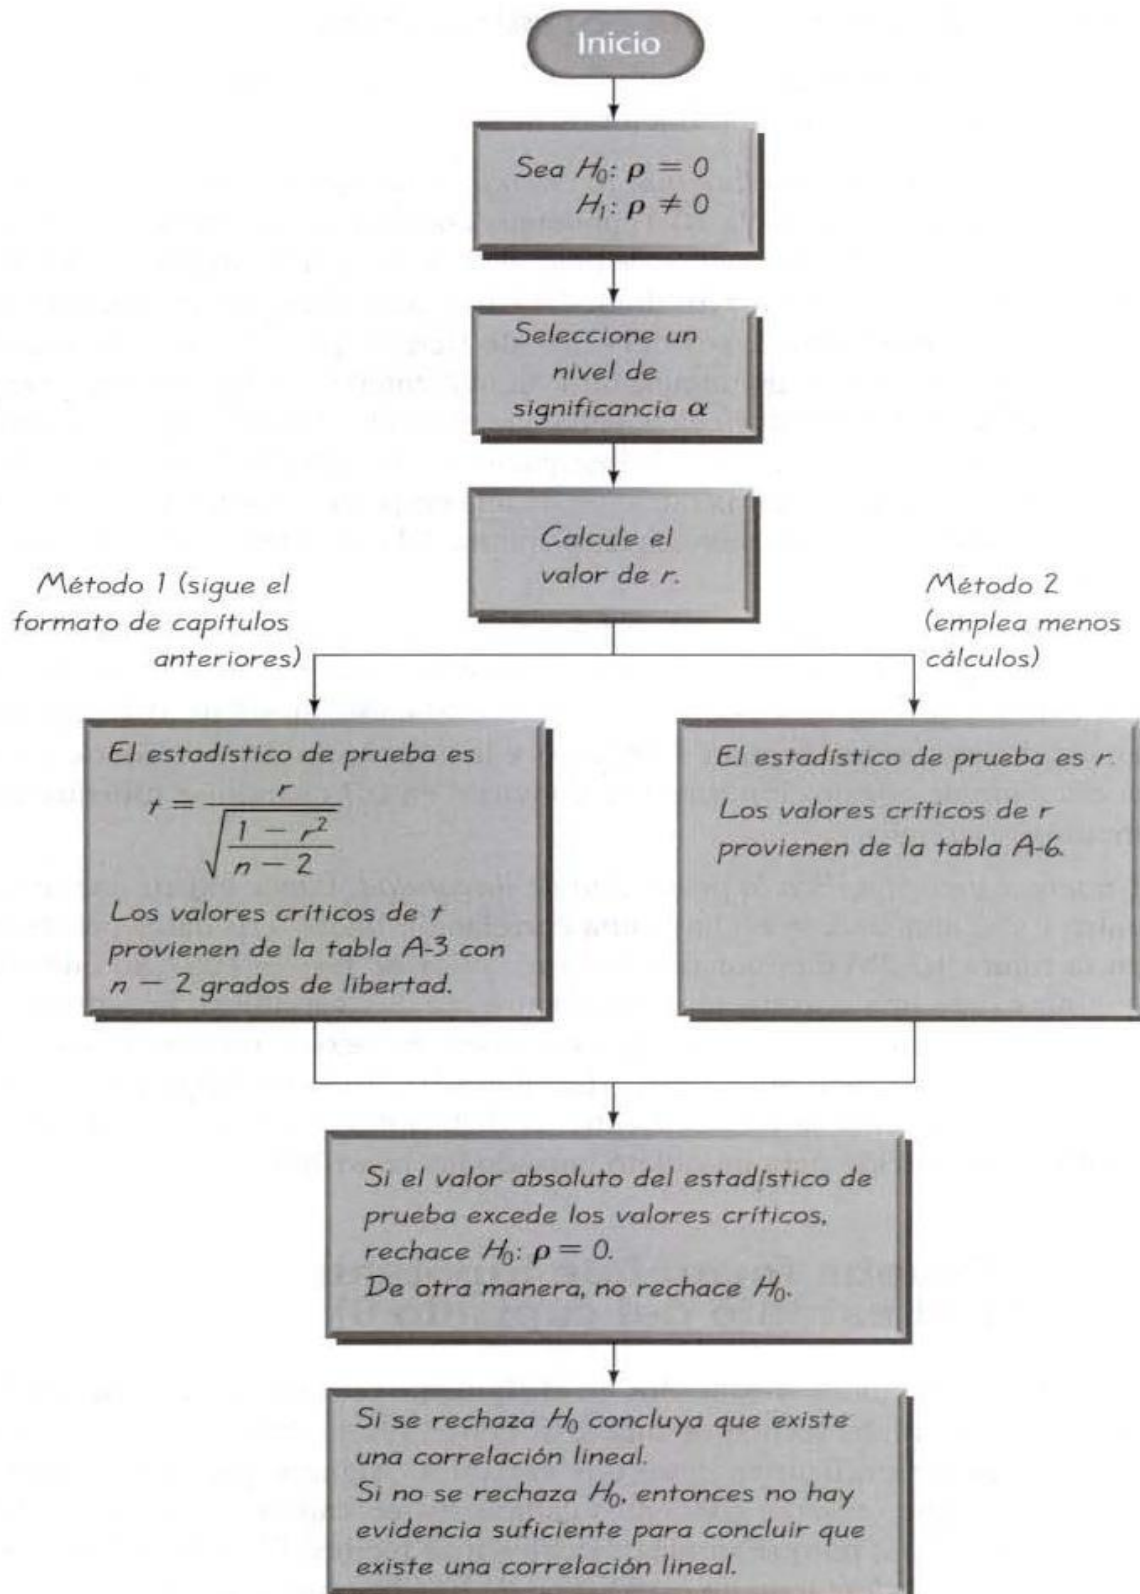 Inicio
Sea H₀: ρ = 0
H₁: ρ ≠ 0
Seleccione un
nivel de
significancia α
Calcule el
valor de r.
Método 1 (sigue el
formato de capítulos
anteriores)
Método 2
(emplea menos
cálculos)
El estadístico de prueba es
t = r / √((1 − r²) / (n − 2))
Los valores críticos de t
provienen de la tabla A-3 con
n − 2 grados de libertad.
El estadístico de prueba es r.
Los valores críticos de r
provienen de la tabla A-6.
Si el valor absoluto del estadístico de
prueba excede los valores críticos,
rechace H₀: ρ = 0.
De otra manera, no rechace H₀.
Si se rechaza H₀ concluya que existe
una correlación lineal.
Si no se rechaza H₀, entonces no hay
evidencia suficiente para concluir que
existe una correlación lineal.